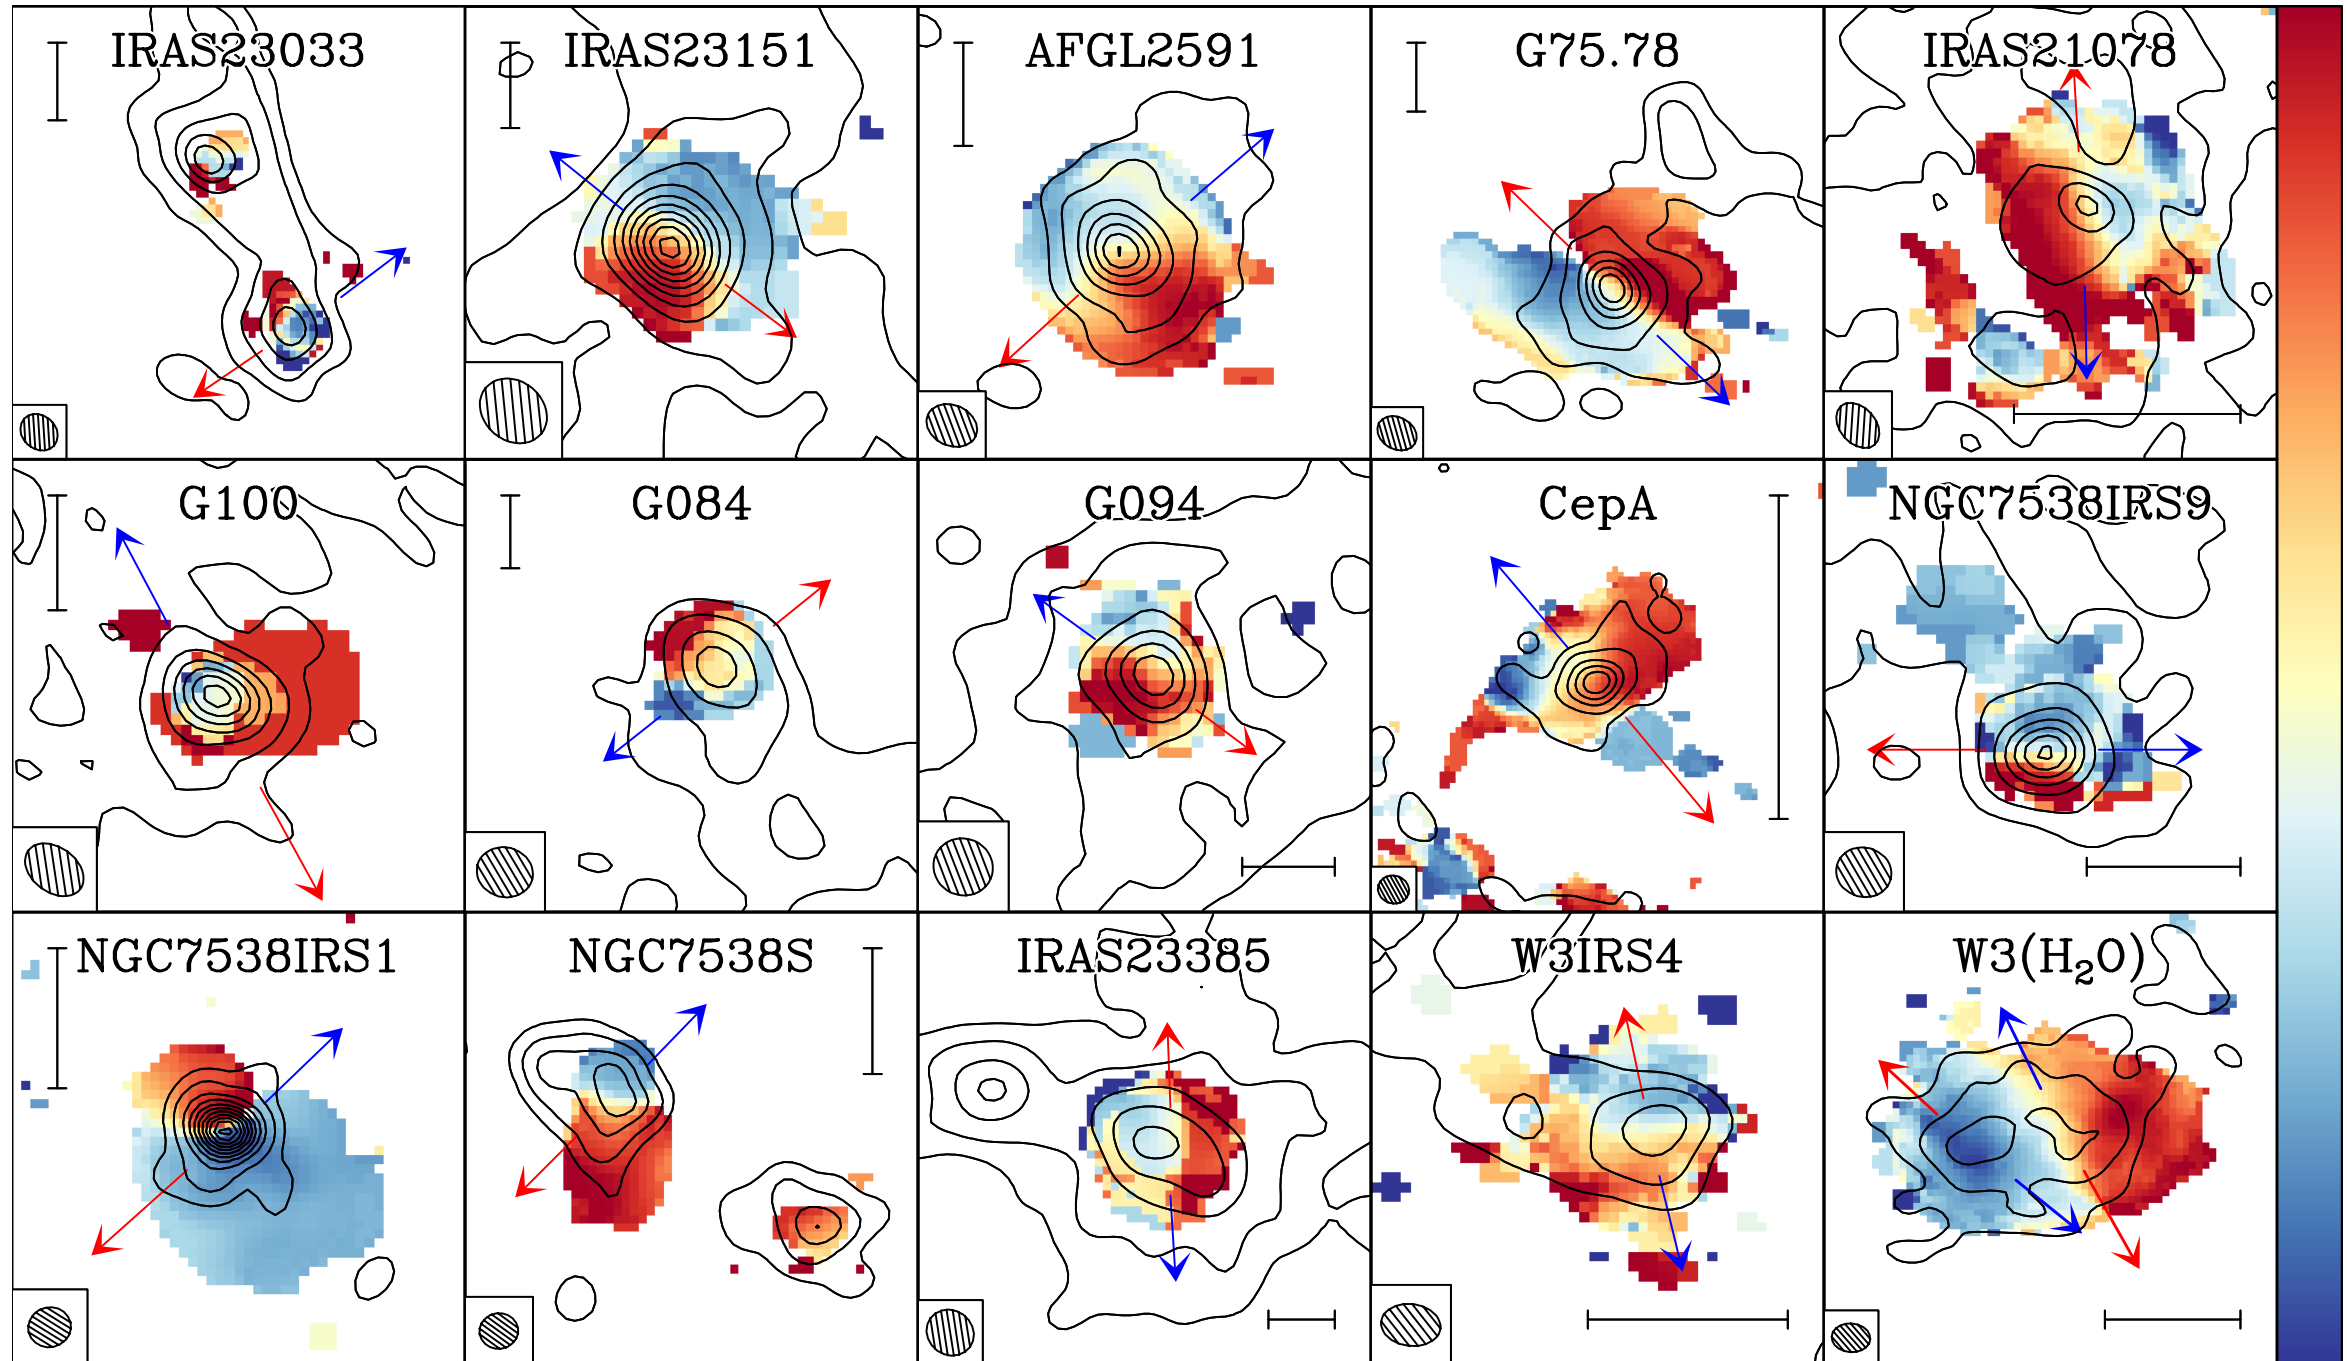 IRAS23033
IRAS23151
AFGL2591
G75.78
IRAS21078
G100
G084
G094
CepA
NGC7538IRS9
NGC7538IRS1
NGC7538S
IRAS23385
W3IRS4
W3(H₂O)